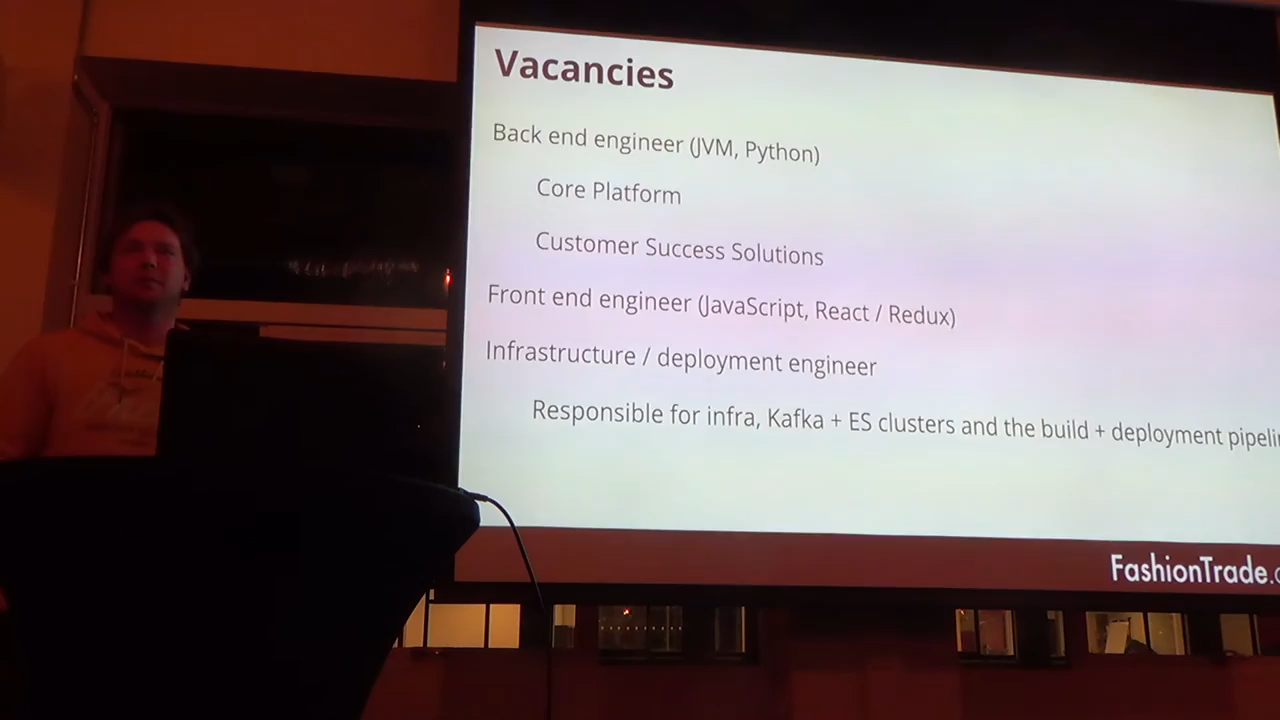 Vacancies
Back end engineer (JVM, Python)
Core Platform
Customer Success Solutions
Front end engineer (JavaScript, React / Redux)
Infrastructure / deployment engineer
Responsible for infra, Kafka + ES clusters and the build + deployment
FashionTrade.